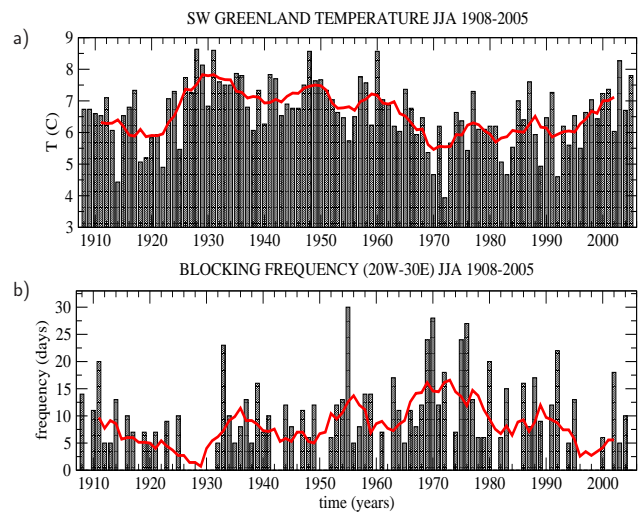 SW GREENLAND TEMPERATURE JJA 1908-2005
a)
9
8
7
6
5
4
3
T (C)
1910 1920 1930 1940 1950 1960 1970 1980 1990 2000
BLOCKING FREQUENCY (20W-30E) JJA 1908-2005
b)
30
25
20
15
10
5
0
frequency (days)
1910 1920 1930 1940 1950 1960 1970 1980 1990 2000
time (years)